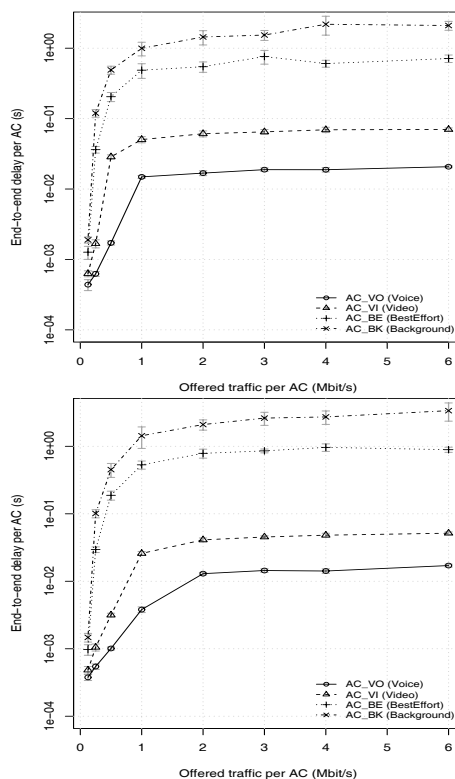 End−to−end delay per AC (s)
1e+00
1e−01
1e−02
1e−03
1e−04
AC_VO (Voice)
AC_VI (Video)
AC_BE (BestEffort)
AC_BK (Background)
0 1 2 3 4 5 6
Offered traffic per AC (Mbit/s)
End−to−end delay per AC (s)
1e+00
1e−01
1e−02
1e−03
1e−04
AC_VO (Voice)
AC_VI (Video)
AC_BE (BestEffort)
AC_BK (Background)
0 1 2 3 4 5 6
Offered traffic per AC (Mbit/s)